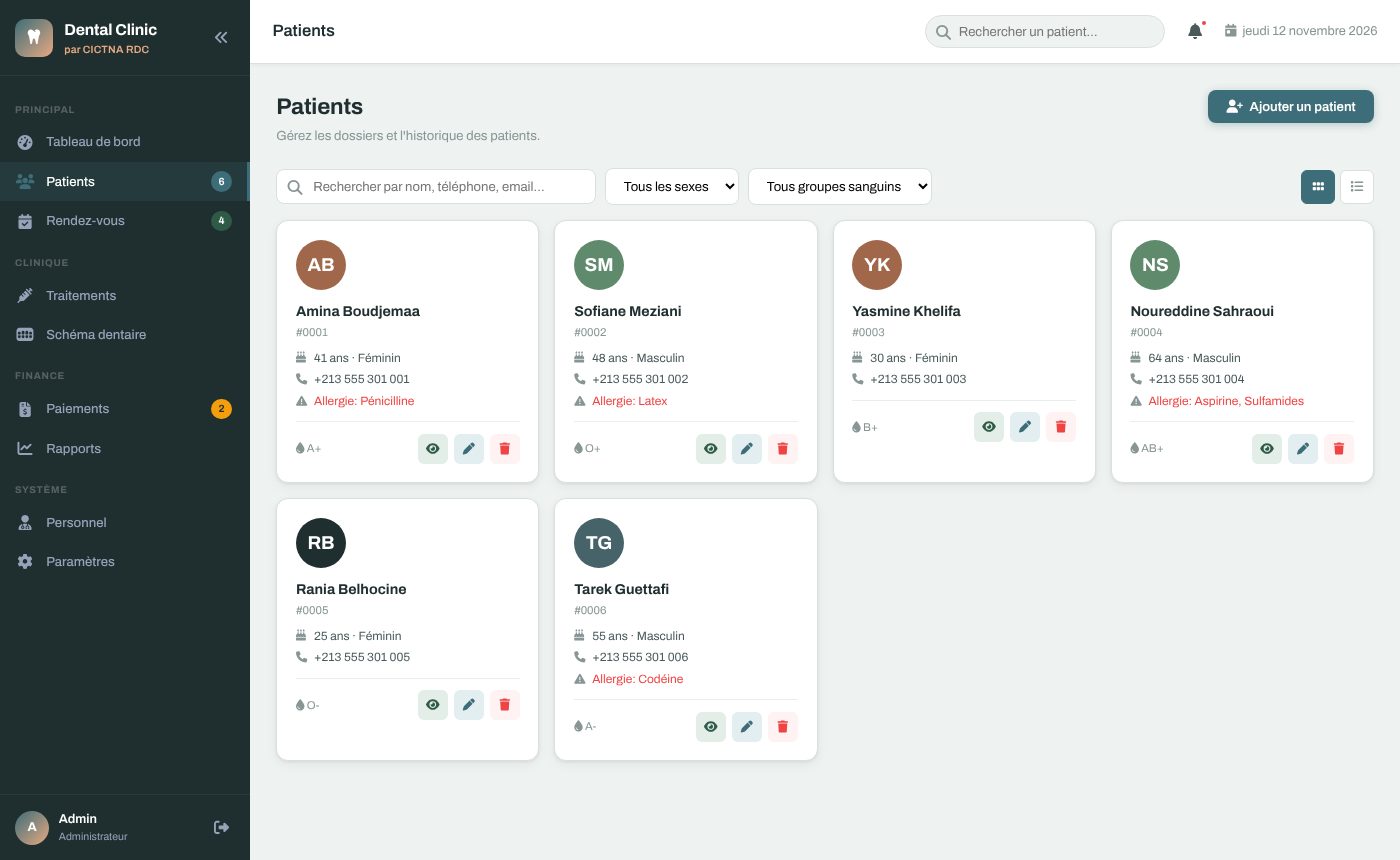 Dental Clinic
par CICTNA RDC
PRINCIPAL
Tableau de bord
Patients 6
Rendez-vous 4
CLINIQUE
Traitements
Schéma dentaire
FINANCE
Paiements 2
Rapports
SYSTÈME
Personnel
Paramètres
A
Admin
Administrateur
Patients
Rechercher un patient...
jeudi 12 novembre 2026
Patients
Gérez les dossiers et l'historique des patients.
Ajouter un patient
Rechercher par nom, téléphone, email...
Tous les sexes
Tous groupes sanguins
AB
Amina Boudjemaa
#0001
41 ans · Féminin
+213 555 301 001
Allergie: Pénicilline
A+
SM
Sofiane Meziani
#0002
48 ans · Masculin
+213 555 301 002
Allergie: Latex
O+
YK
Yasmine Khelifa
#0003
30 ans · Féminin
+213 555 301 003
B+
NS
Noureddine Sahraoui
#0004
64 ans · Masculin
+213 555 301 004
Allergie: Aspirine, Sulfamides
AB+
RB
Rania Belhocine
#0005
25 ans · Féminin
+213 555 301 005
O-
TG
Tarek Guettafi
#0006
55 ans · Masculin
+213 555 301 006
Allergie: Codéine
A-